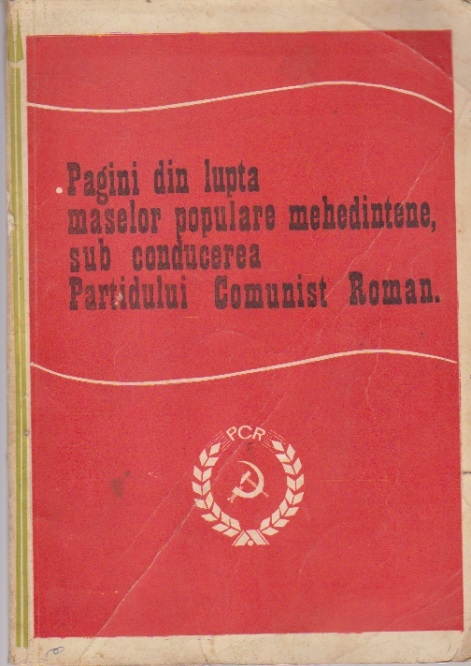 Pagini din lupta
maselor populare mehedintene,
sub conducerea
Partidului Comunist Roman.
PCR